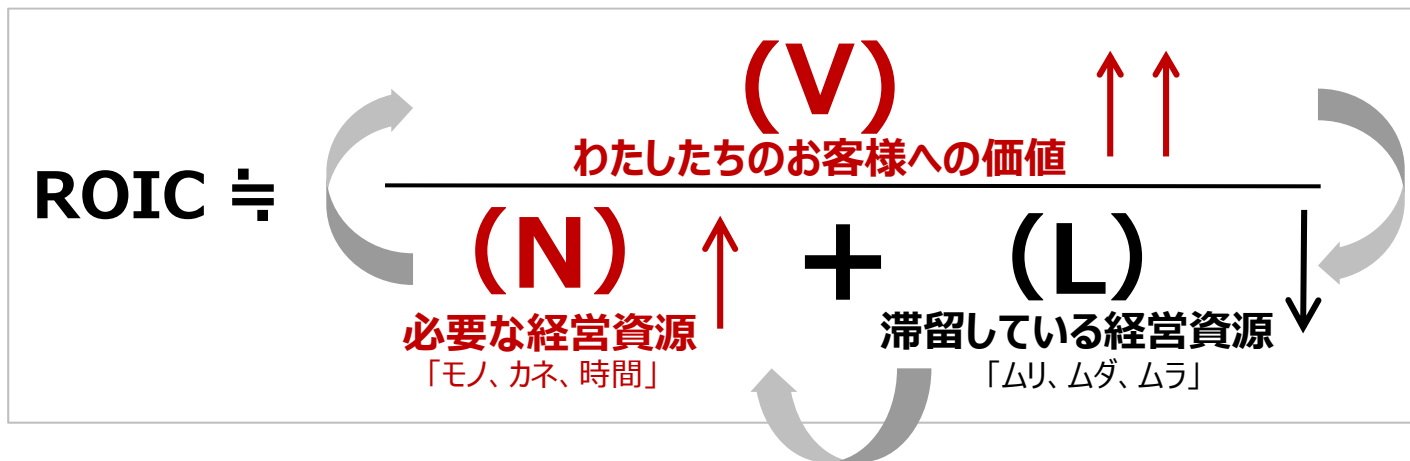 (V)
わたしたちのお客様への価値
ROIC ≒
(N) + (L)
必要な経営資源 滞留している経営資源
「モノ、カネ、時間」 「ムリ、ムダ、ムラ」